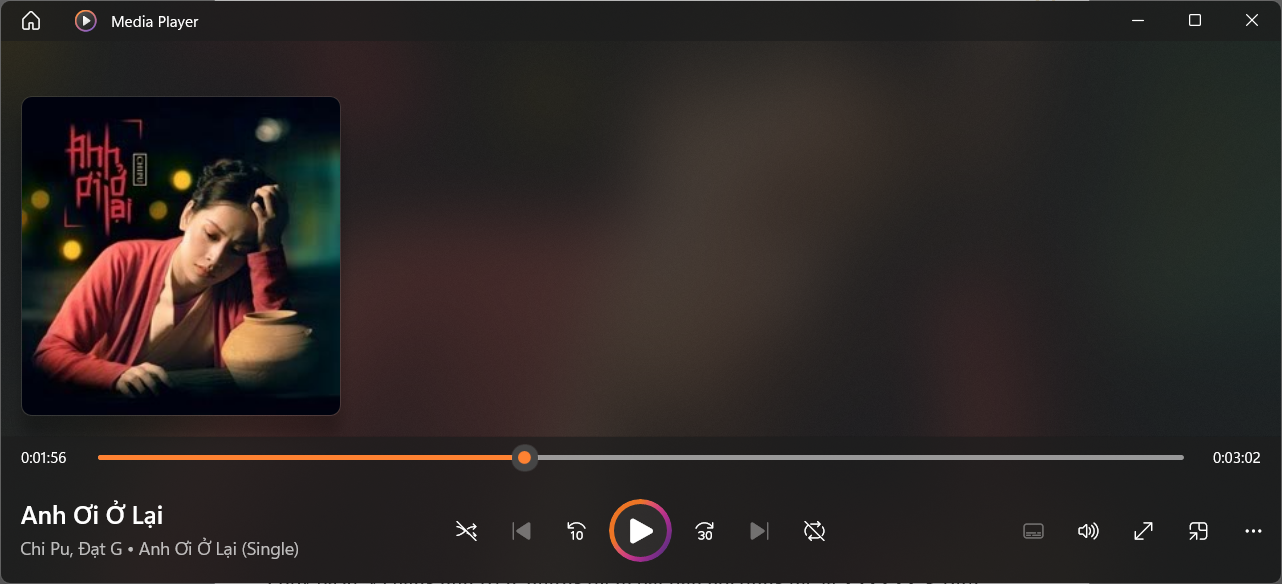 Media Player
Anh
ơi ở
lại
CHIPU
0:01:56
0:03:02
Anh Ơi Ở Lại
Chi Pu, Đạt G • Anh Ơi Ở Lại (Single)
10
30